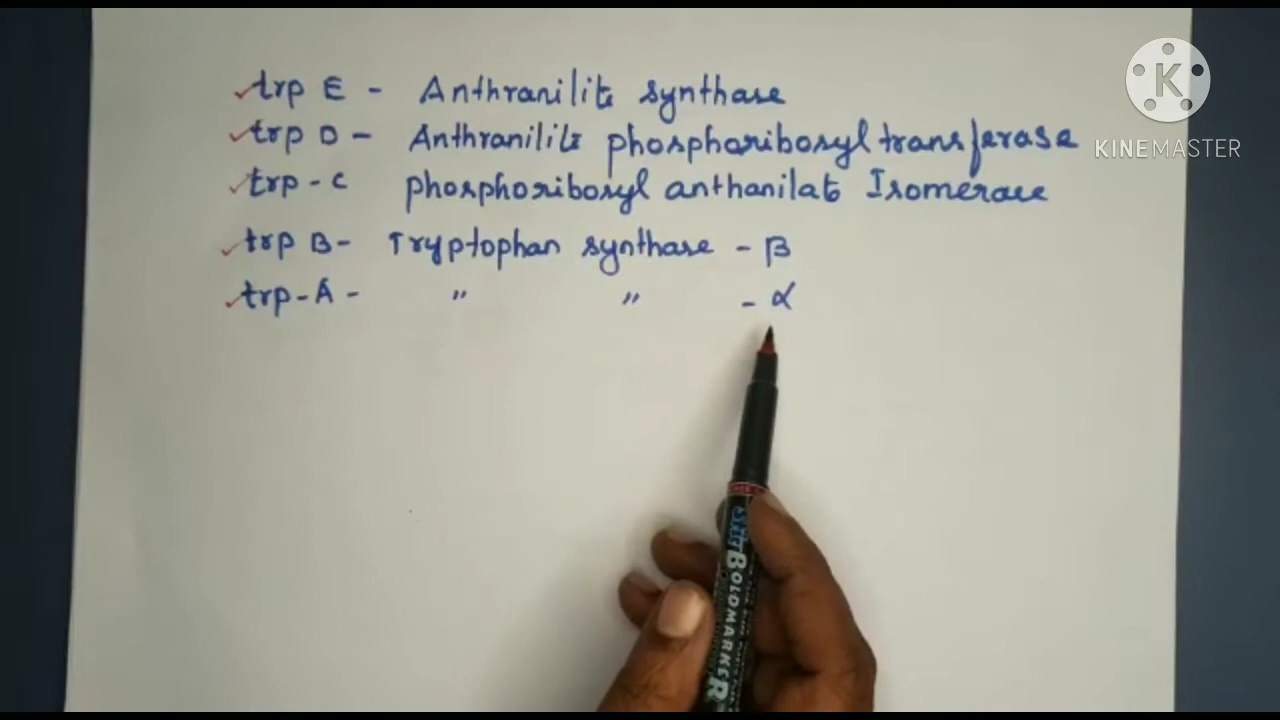 trp E - Anthranilite synthase
trp D - Anthranilite phosphoribosyl transferase
trp - C phosphoribosyl anthanilate Isomerase
trp B - Tryptophan synthase - β
trp - A - " " - α
K
KINEMASTER
BOLOMARKER